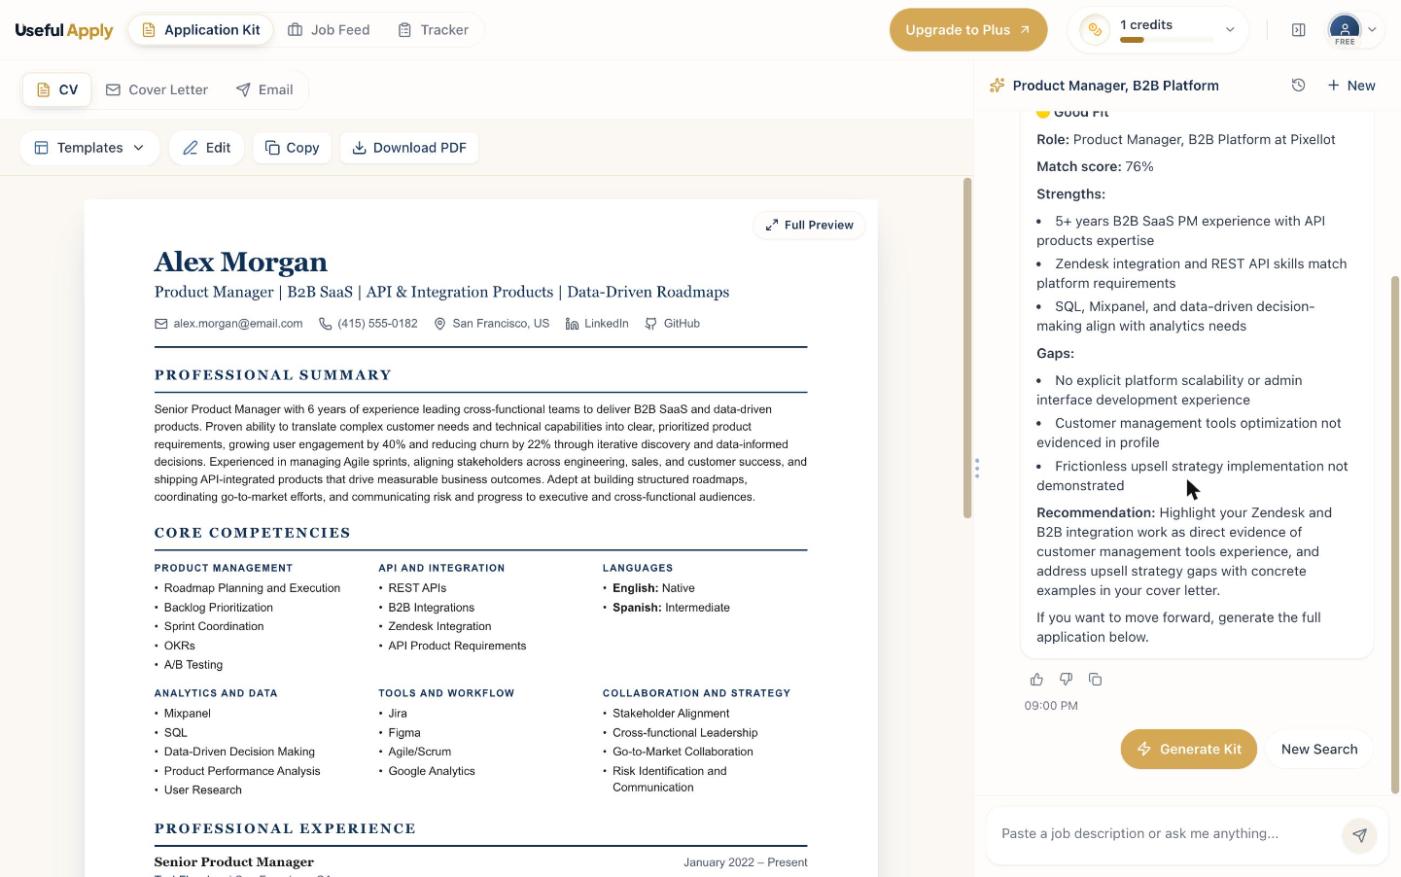 Useful Apply
Application Kit
Job Feed
Tracker
Upgrade to Plus
1 credits
FREE
CV
Cover Letter
Email
Templates
Edit
Copy
Download PDF
Full Preview
Alex Morgan
Product Manager | B2B SaaS | API & Integration Products | Data-Driven Roadmaps
alex.morgan@email.com (415) 555-0182 San Francisco, US LinkedIn GitHub
PROFESSIONAL SUMMARY
Senior Product Manager with 6 years of experience leading cross-functional teams to deliver B2B SaaS and data-driven
products. Proven ability to translate complex customer needs and technical capabilities into clear, prioritized product
requirements, growing user engagement by 40% and reducing churn by 22% through iterative discovery and data-informed
decisions. Experienced in managing Agile sprints, aligning stakeholders across engineering, sales, and customer success, and
shipping API-integrated products that drive measurable business outcomes. Adept at building structured roadmaps,
coordinating go-to-market efforts, and communicating risk and progress to executive and cross-functional audiences.
CORE COMPETENCIES
PRODUCT MANAGEMENT
• Roadmap Planning and Execution
• Backlog Prioritization
• Sprint Coordination
• OKRs
• A/B Testing
API AND INTEGRATION
• REST APIs
• B2B Integrations
• Zendesk Integration
• API Product Requirements
LANGUAGES
• English: Native
• Spanish: Intermediate
ANALYTICS AND DATA
• Mixpanel
• SQL
• Data-Driven Decision Making
• Product Performance Analysis
• User Research
TOOLS AND WORKFLOW
• Jira
• Figma
• Agile/Scrum
• Google Analytics
COLLABORATION AND STRATEGY
• Stakeholder Alignment
• Cross-functional Leadership
• Go-to-Market Collaboration
• Risk Identification and
Communication
PROFESSIONAL EXPERIENCE
Senior Product Manager
January 2022 – Present
Product Manager, B2B Platform
+ New
Good Fit
Role: Product Manager, B2B Platform at Pixellot
Match score: 76%
Strengths:
• 5+ years B2B SaaS PM experience with API
products expertise
• Zendesk integration and REST API skills match
platform requirements
• SQL, Mixpanel, and data-driven decision-
making align with analytics needs
Gaps:
• No explicit platform scalability or admin
interface development experience
• Customer management tools optimization not
evidenced in profile
• Frictionless upsell strategy implementation not
demonstrated
Recommendation: Highlight your Zendesk and
B2B integration work as direct evidence of
customer management tools experience, and
address upsell strategy gaps with concrete
examples in your cover letter.
If you want to move forward, generate the full
application below.
09:00 PM
Generate Kit
New Search
Paste a job description or ask me anything...